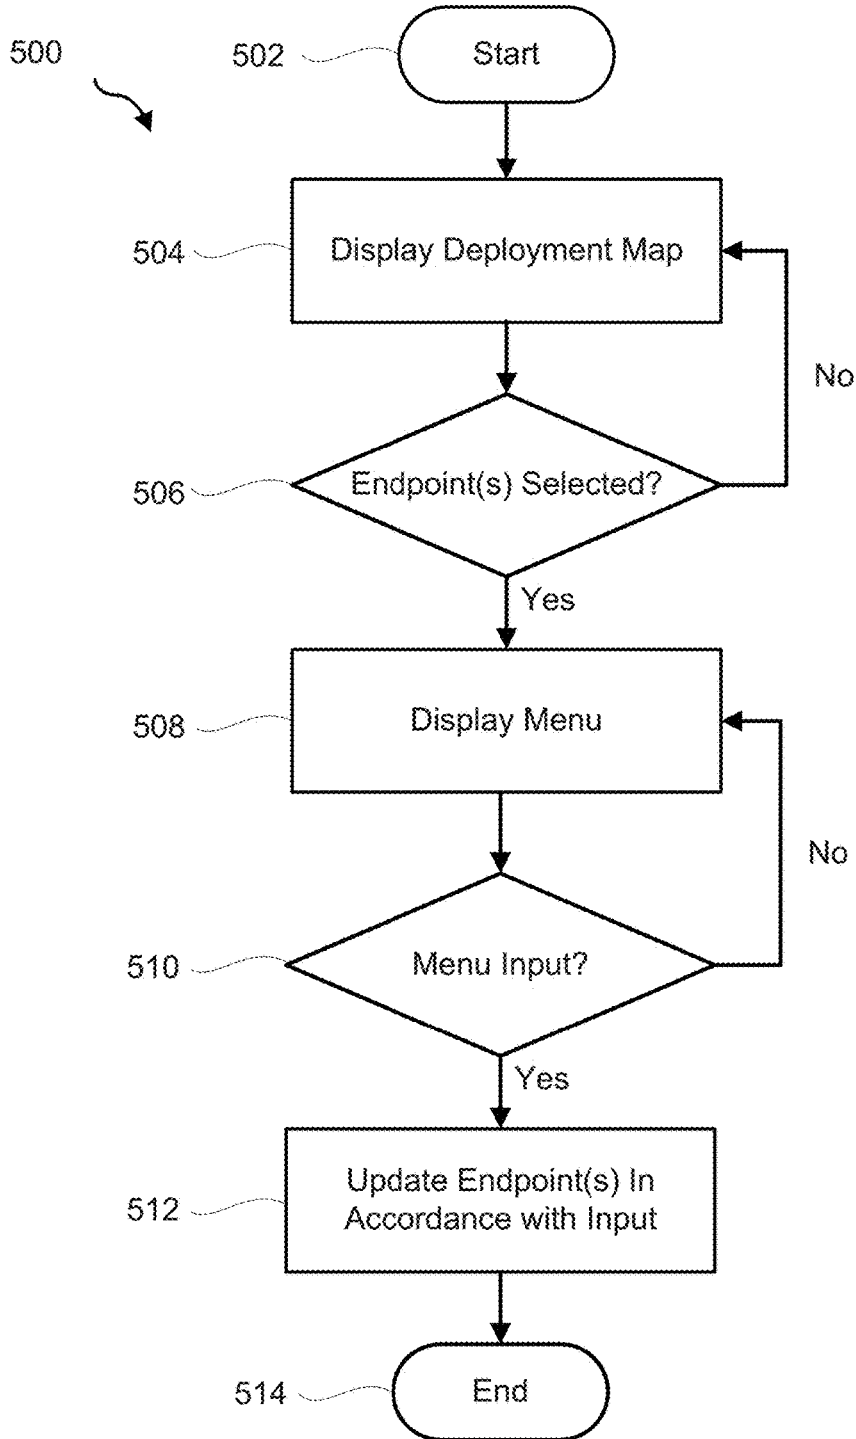 500
502
Start
504
Display Deployment Map
No
506
Endpoint(s) Selected?
Yes
508
Display Menu
No
510
Menu Input?
Yes
512
Update Endpoint(s) In
Accordance with Input
514
End